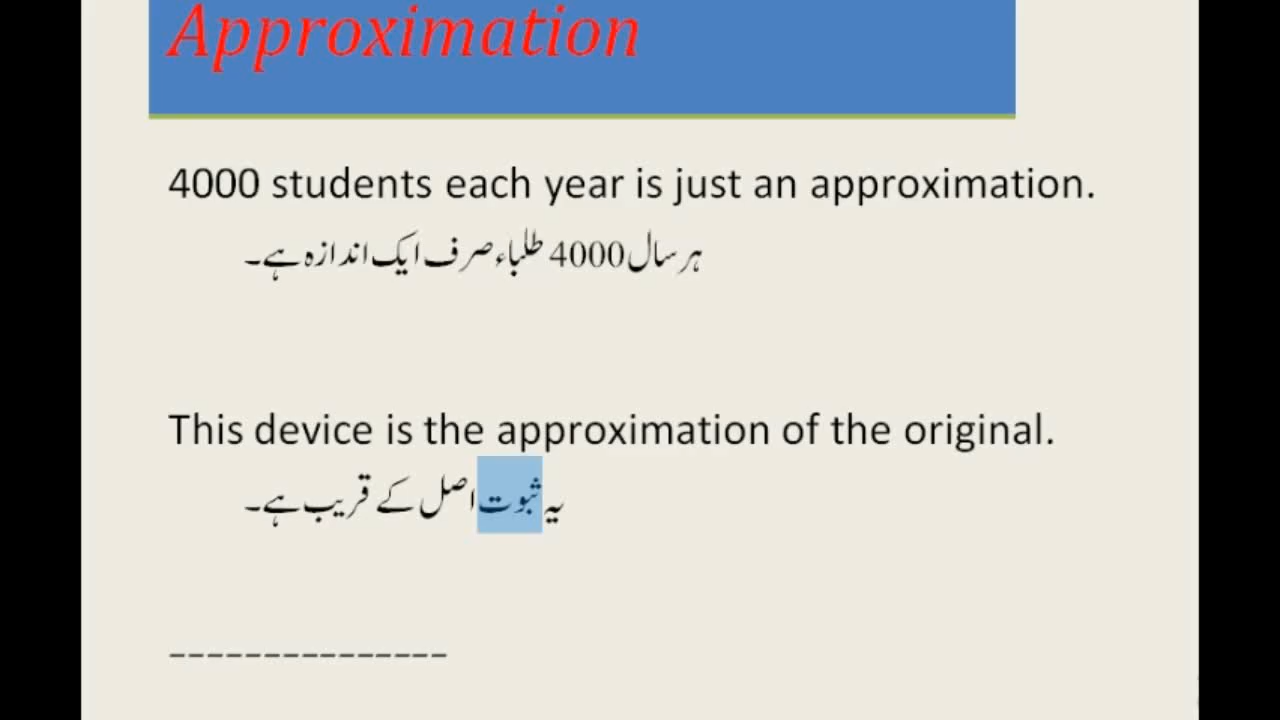 Approximation
4000 students each year is just an approximation.
ہر سال 4000 طلباء صرف ایک اندازہ ہے۔
This device is the approximation of the original.
یہ ثبوت اصل کے قریب ہے۔
---------------